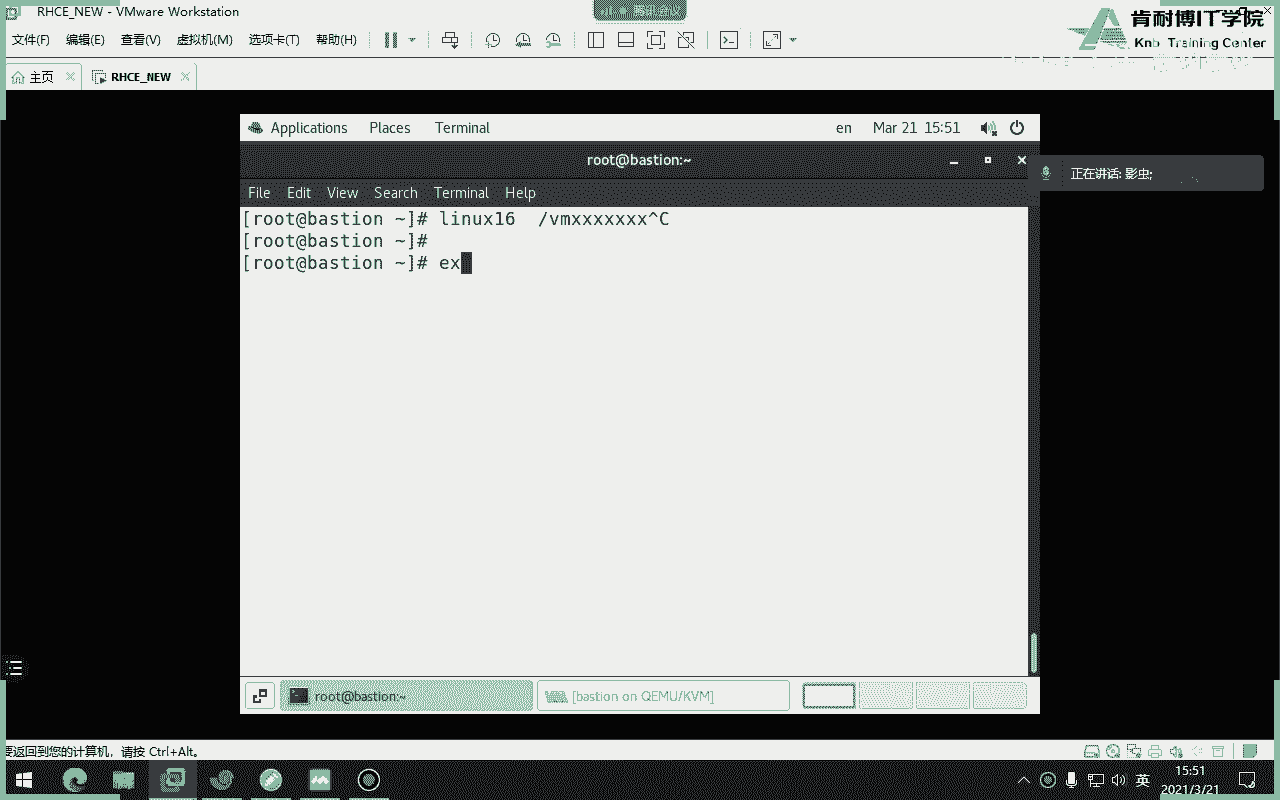 RHCE_NEW - VMware Workstation
文件(F) 编辑(E) 查看(V) 虚拟机(M) 选项卡(T) 帮助(H)
肯耐博IT学院
Knb Training Center
主页 RHCE_NEW
Applications Places Terminal en Mar 21 15:51
root@bastion:~
正在讲话: 影虫;
File Edit View Search Terminal Help
[root@bastion ~]# linux16 /vmxxxxxxx^C
[root@bastion ~]#
[root@bastion ~]# ex
root@bastion:~ [bastion on QEMU/KVM]
要返回到您的计算机，请按 Ctrl+Alt。
英 15:51
2021/3/21